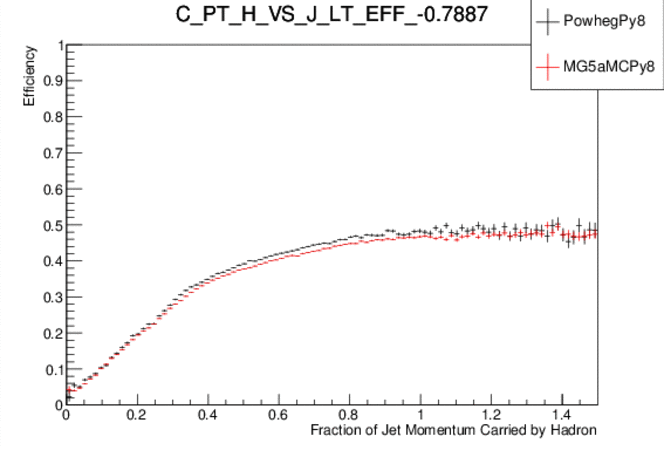 C_PT_H_VS_J_LT_EFF_-0.7887
PowhegPy8
MG5aMCPy8
Efficiency
1
0.9
0.8
0.7
0.6
0.5
0.4
0.3
0.2
0.1
0
0 0.2 0.4 0.6 0.8 1 1.2 1.4
Fraction of Jet Momentum Carried by Hadron